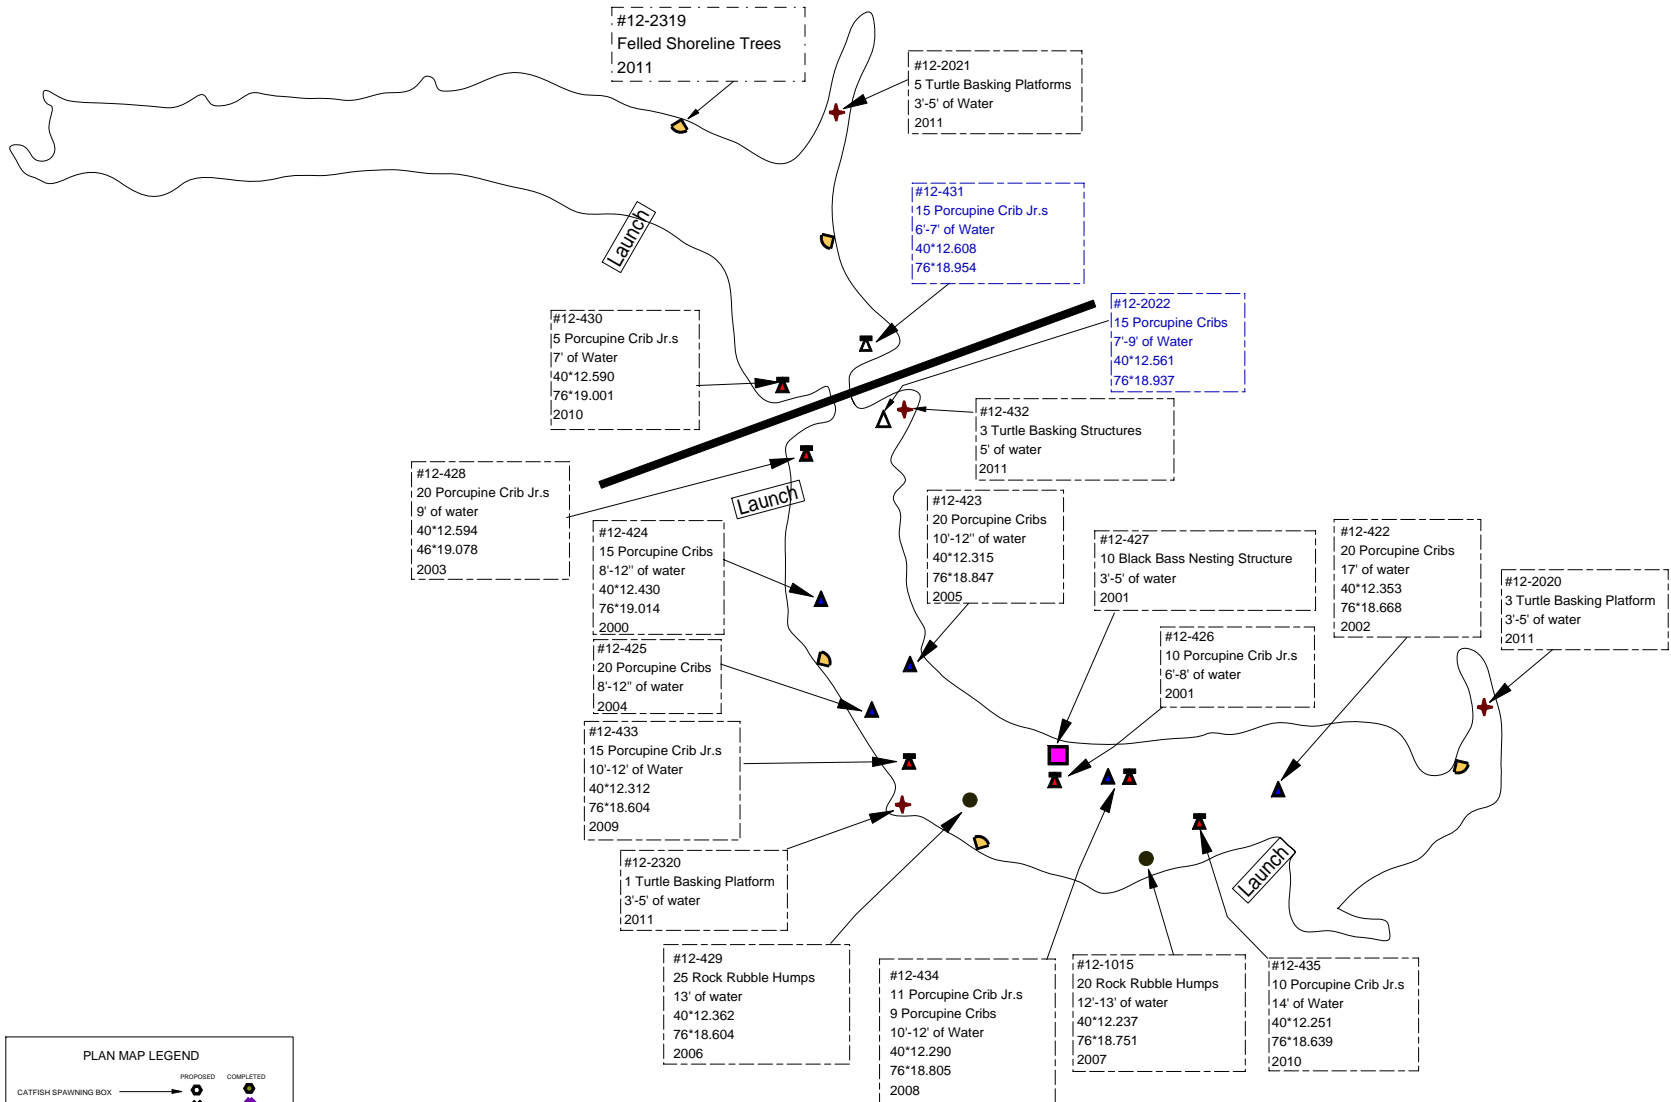 #12-2319
Felled Shoreline Trees
2011
#12-2021
5 Turtle Basking Platforms
3'-5' of Water
2011
#12-431
15 Porcupine Crib Jr.s
6'-7' of Water
40*12.608
76*18.954
Launch
#12-2022
15 Porcupine Cribs
7'-9' of Water
40*12.561
76*18.937
#12-430
5 Porcupine Crib Jr.s
7' of Water
40*12.590
76*19.001
2010
#12-432
3 Turtle Basking Structures
5' of water
2011
#12-428
20 Porcupine Crib Jr.s
9' of water
40*12.594
46*19.078
2003
Launch
#12-423
20 Porcupine Cribs
10'-12" of water
40*12.315
76*18.847
2005
#12-424
15 Porcupine Cribs
8'-12" of water
40*12.430
76*19.014
2000
#12-427
10 Black Bass Nesting Structure
3'-5' of water
2001
#12-422
20 Porcupine Cribs
17' of water
40*12.353
76*18.668
2002
#12-2020
3 Turtle Basking Platform
3'-5' of water
2011
#12-426
10 Porcupine Crib Jr.s
6'-8' of water
2001
#12-425
20 Porcupine Cribs
8'-12" of water
2004
#12-433
15 Porcupine Crib Jr.s
10'-12' of Water
40*12.312
76*18.604
2009
#12-2320
1 Turtle Basking Platform
3'-5' of water
2011
Launch
#12-429
25 Rock Rubble Humps
13' of water
40*12.362
76*18.604
2006
#12-434
11 Porcupine Crib Jr.s
9 Porcupine Cribs
10'-12' of Water
40*12.290
76*18.805
2008
#12-1015
20 Rock Rubble Humps
12'-13' of water
40*12.237
76*18.751
2007
#12-435
10 Porcupine Crib Jr.s
14' of Water
40*12.251
76*18.639
2010
PLAN MAP LEGEND
PROPOSED COMPLETED
CATFISH SPAWNING BOX